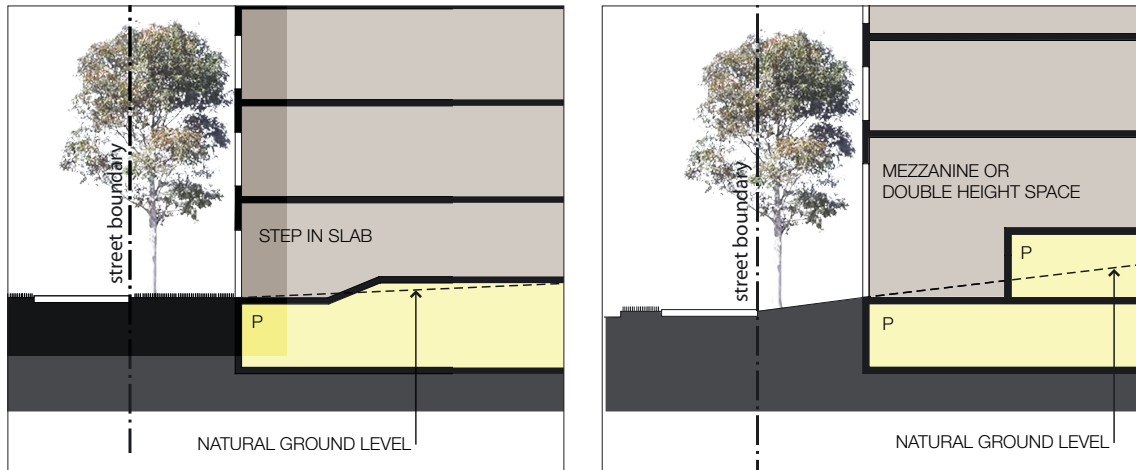 street boundary
STEP IN SLAB
P
NATURAL GROUND LEVEL
street boundary
MEZZANINE OR
DOUBLE HEIGHT SPACE
P
P
NATURAL GROUND LEVEL